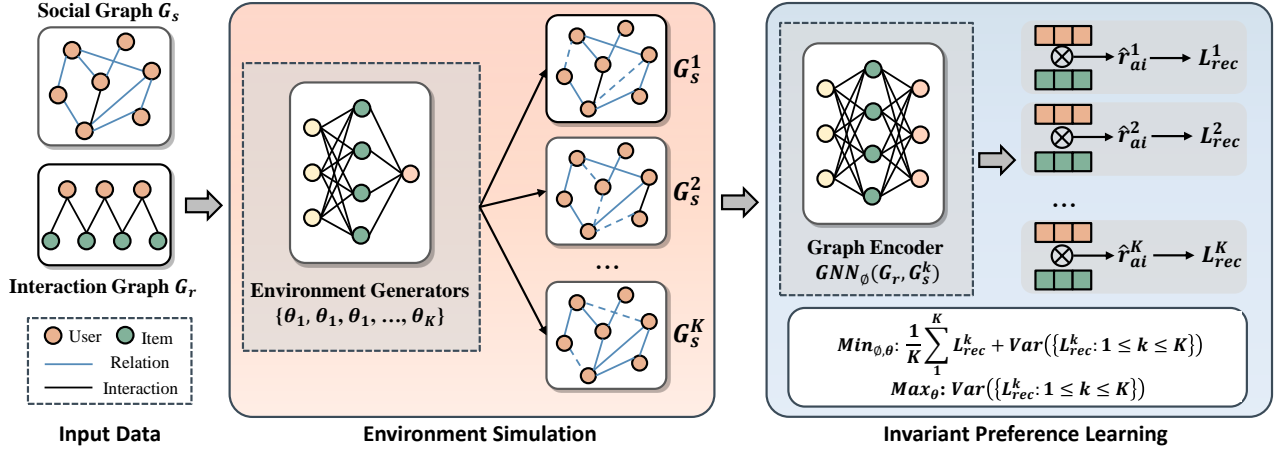 Social Graph G_s
Interaction Graph G_r
User Item
Relation
Interaction
Input Data
Environment Generators
{θ_1, θ_1, θ_1, …, θ_K}
G_s^1
G_s^2
...
G_s^K
Environment Simulation
Graph Encoder
GNN_∅(G_r, G_s^k)
r̂_ai^1 L_rec^1
r̂_ai^2 L_rec^2
...
r̂_ai^K L_rec^K
Min_∅,θ: 1/K ∑_1^K L_rec^k + Var({L_rec^k: 1 ≤ k ≤ K})
Max_θ: Var({L_rec^k: 1 ≤ k ≤ K})
Invariant Preference Learning